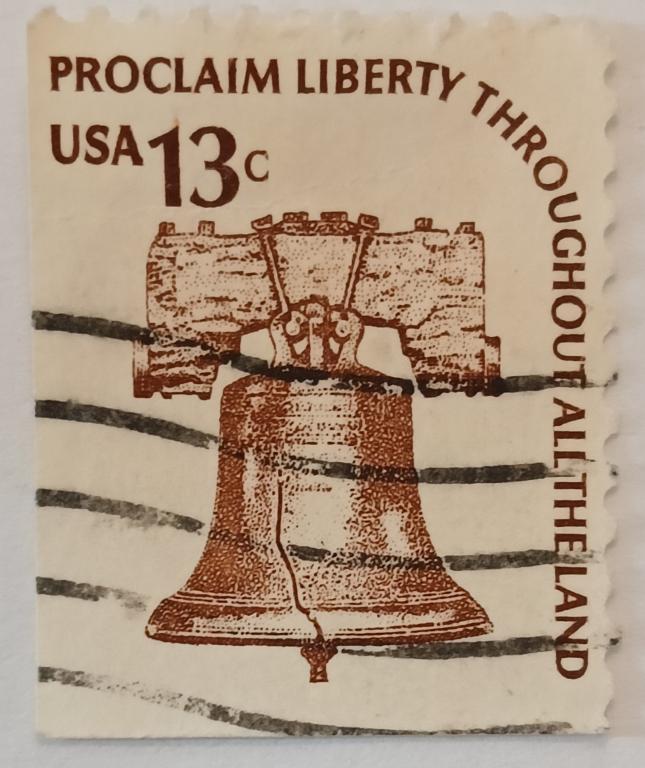 PROCLAIM LIBERTY THROUGHOUT ALL THE LAND
USA 13c